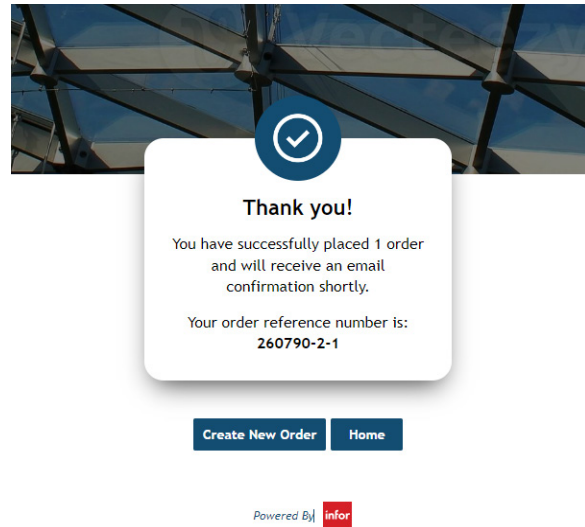 Vecteezy
Thank you!
You have successfully placed 1 order
and will receive an email
confirmation shortly.
Your order reference number is:
260790-2-1
Create New Order
Home
Powered By infor